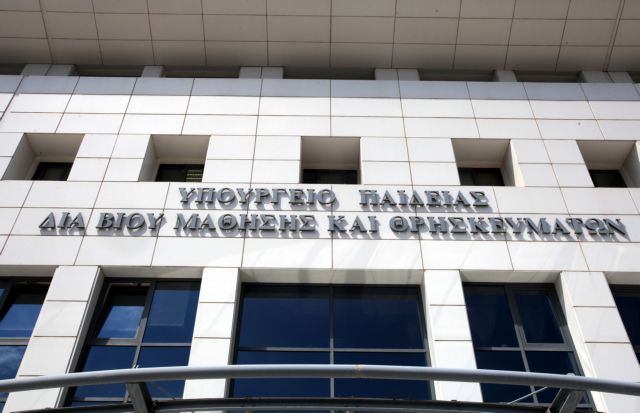 ΥΠΟΥΡΓΕΙΟ ΠΑΙΔΕΙΑΣ
ΔΙΑ ΒΙΟΥ ΜΑΘΗΣΗΣ ΚΑΙ ΘΡΗΣΚΕΥΜΑΤΩΝ